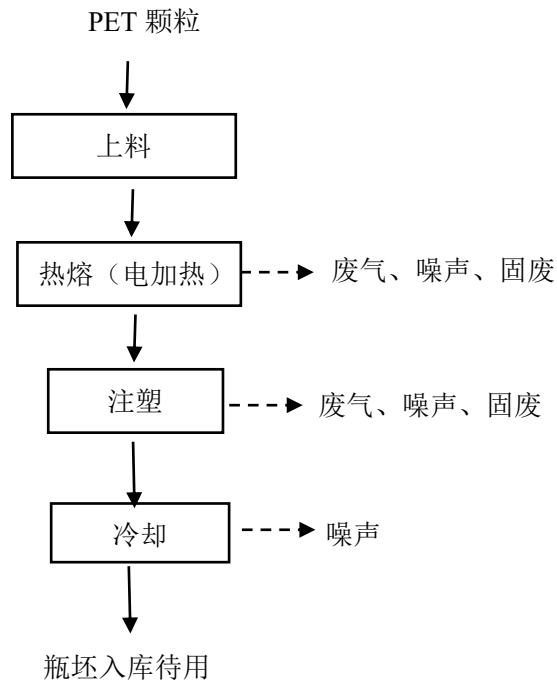 PET 颗粒
上料
热熔（电加热）
废气、噪声、固废
注塑
废气、噪声、固废
冷却
噪声
瓶坯入库待用